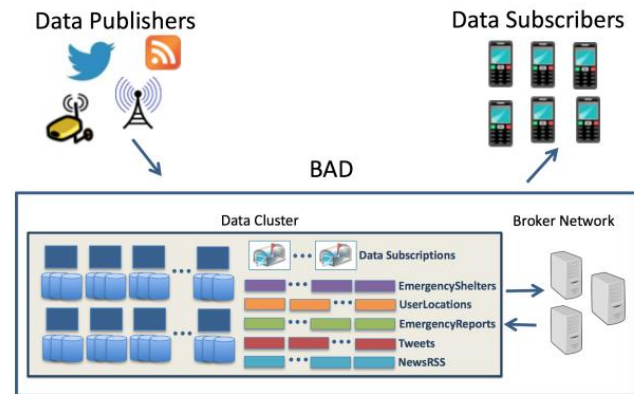 Data Publishers
Data Subscribers
BAD
Data Cluster
Broker Network
Data Subscriptions
EmergencyShelters
UserLocations
EmergencyReports
Tweets
NewsRSS